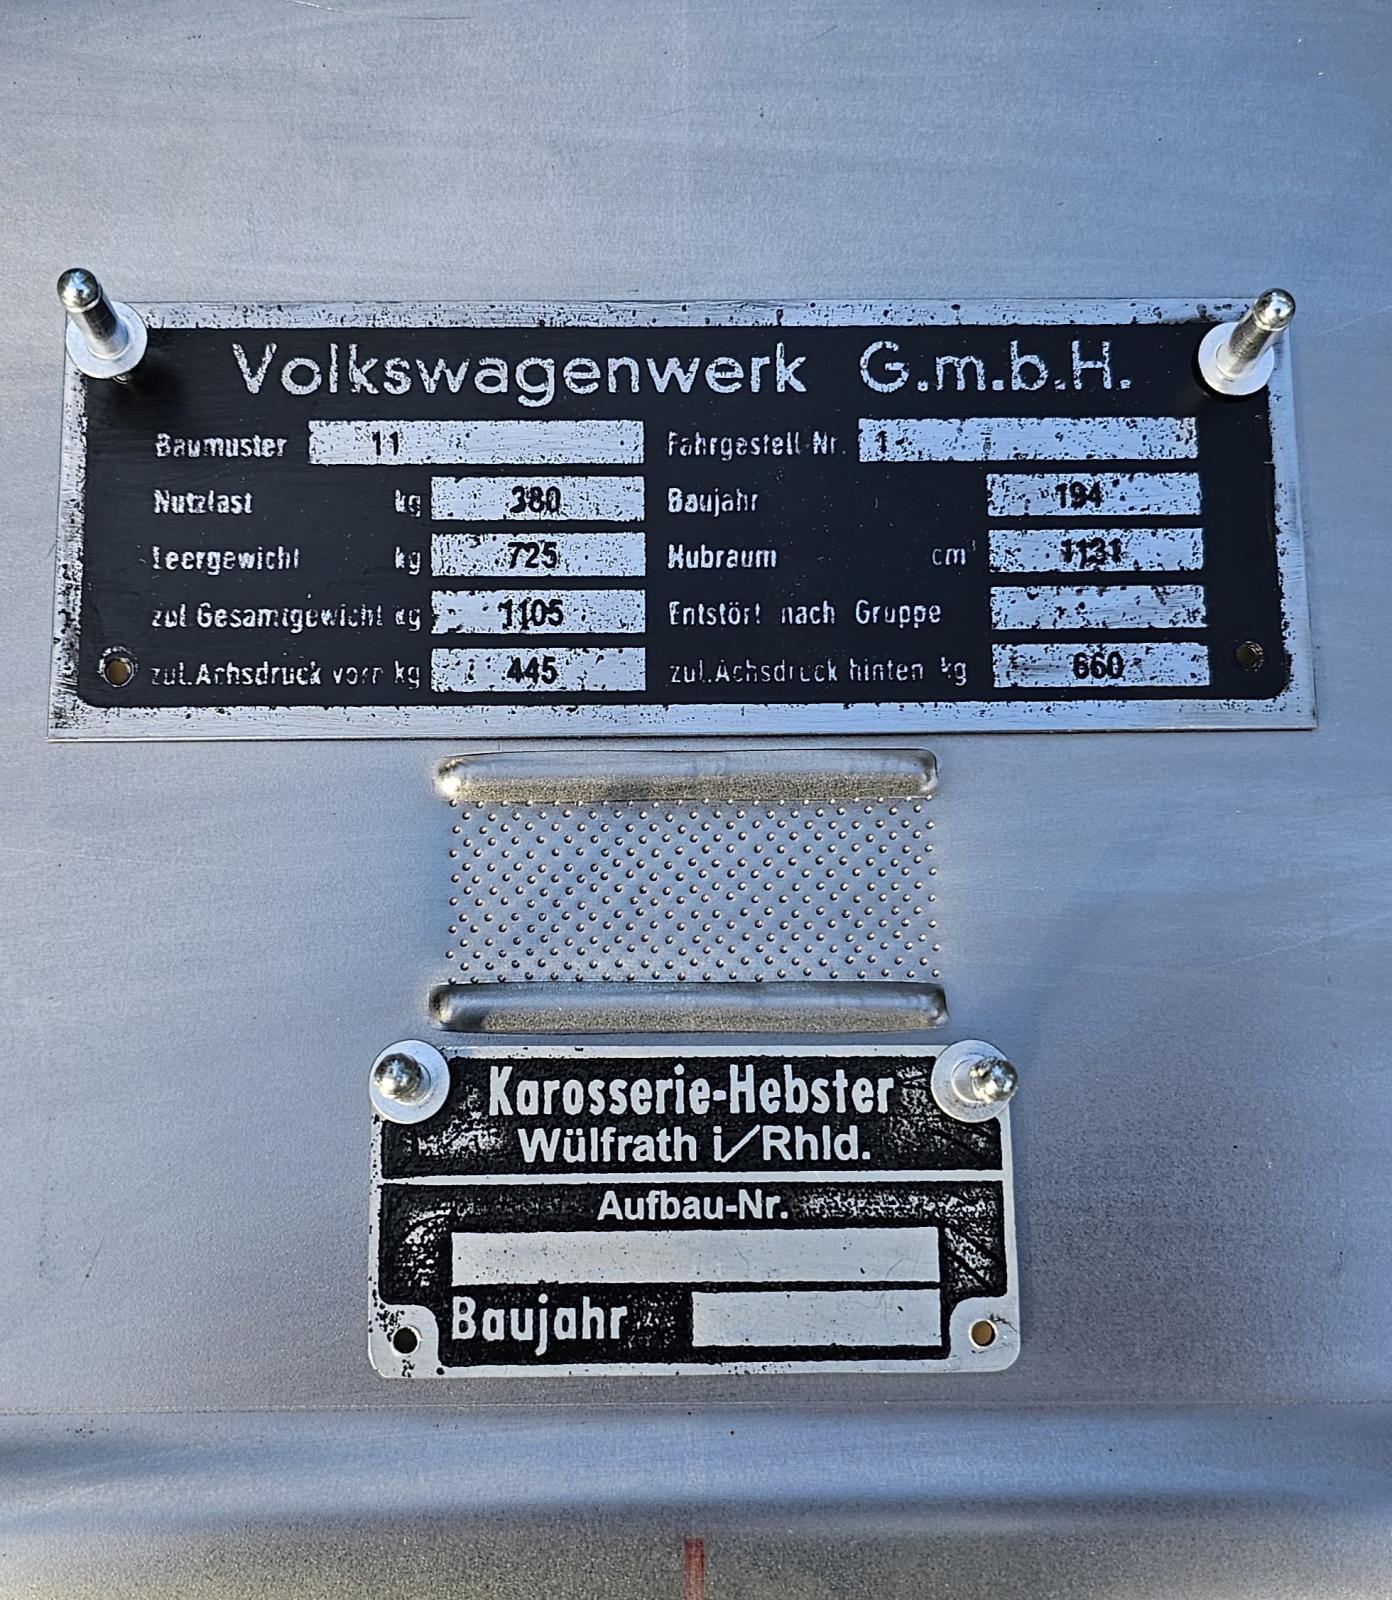 Volkswagenwerk G.m.b.H.
Baumuster 11 Fahrgestell-Nr. 1
Nutzlast kg 380 Baujahr 194
Leergewicht kg 725 Hubraum cm³ 1131
zul.Gesamtgewicht kg 1105 Entstört nach Gruppe
zul.Achsdruck vorn kg 445 zul.Achsdruck hinten kg 660
Karosserie-Hebster
Wülfrath i/Rhld.
Aufbau-Nr.
Baujahr